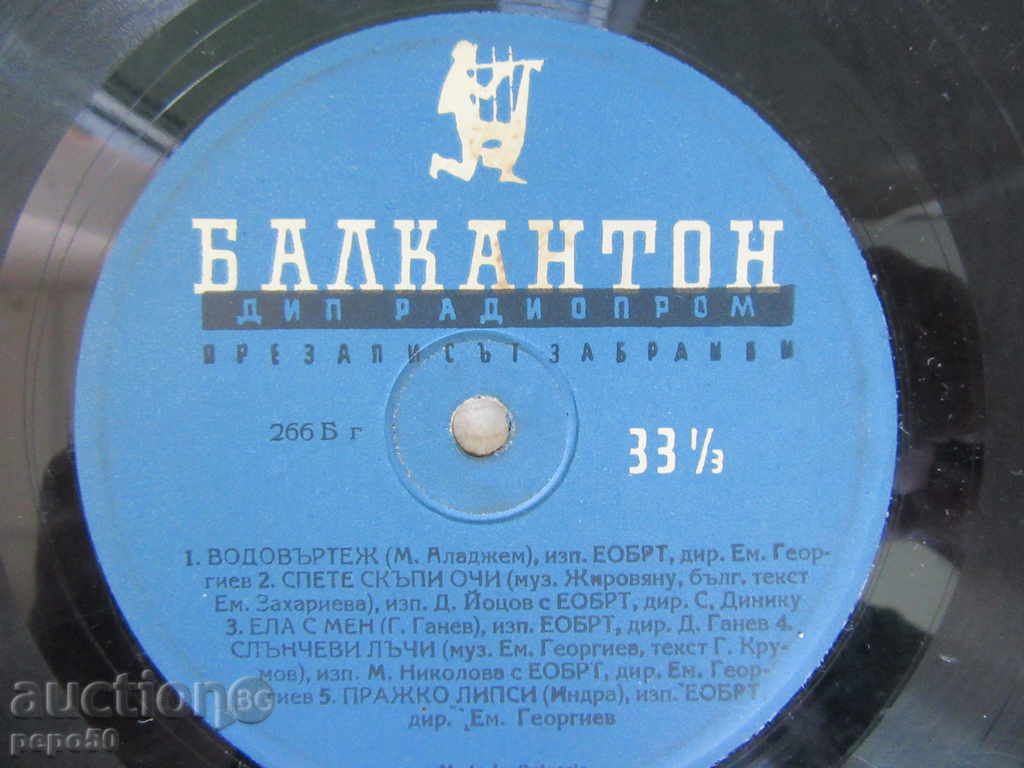 БАЛКАНТОН
ДИП РАДИОПРОМ
ПРЕЗАПИСЪТ ЗАБРАНЕН
266 Б г
33 ⅓
1. ВОДОВЪРТЕЖ (М. Аладжем), изп. ЕОБРТ, дир. Ем. Геор-
гиев 2. СПЕТЕ СКЪПИ ОЧИ (муз. Жировяну, бълг. текст
Ем. Захариева), изп. Д. Йоцов с ЕОБРТ, дир. С. Динику
3. ЕЛА С МЕН (Г. Ганев), изп. ЕОБРТ, дир. Д. Ганев 4.
СЛЪНЧЕВИ ЛЪЧИ (муз. Ем. Георгиев, текст Г. Кру-
мов), изп. М. Николова с ЕОБРТ, дир. Ем. Геор-
гиев 5. ПРАЖКО ЛИПСИ (Индра), изп. ЕОБРТ
дир. Ем. Георгиев
auction BG
pepo50